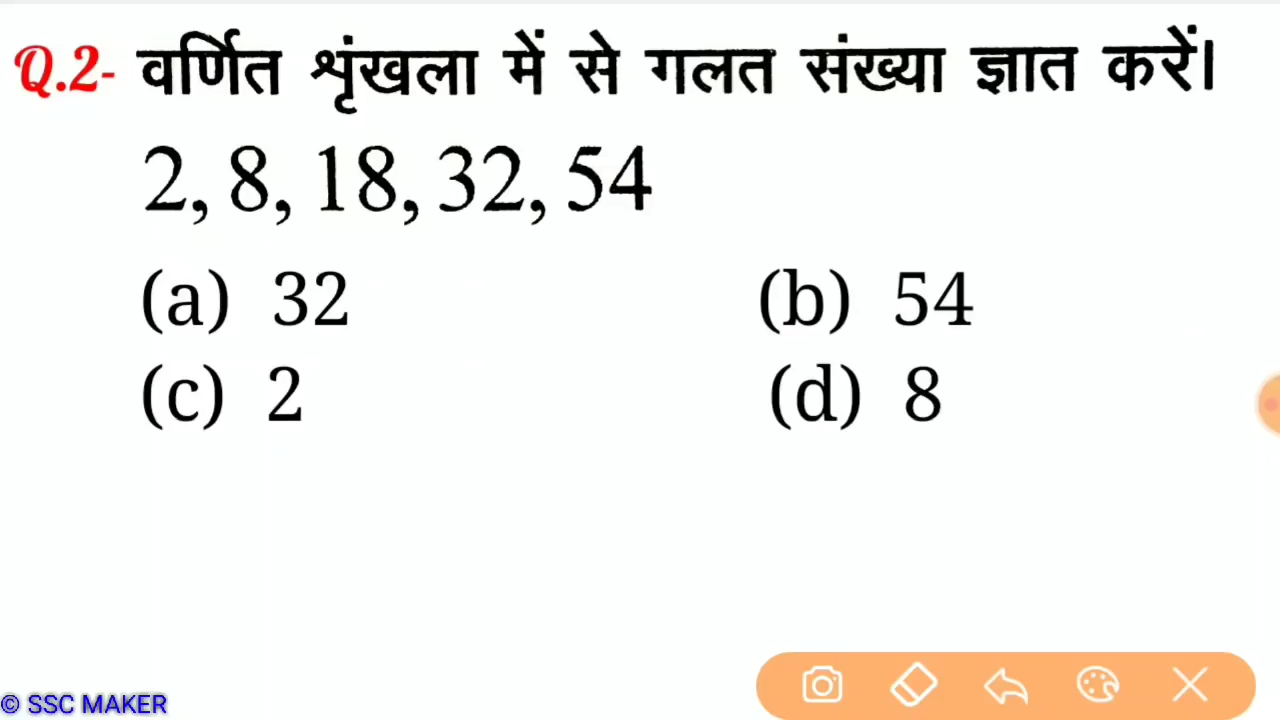 Q.2- वर्णित शृंखला में से गलत संख्या ज्ञात करें।
2, 8, 18, 32, 54
(a) 32 (b) 54
(c) 2 (d) 8
© SSC MAKER